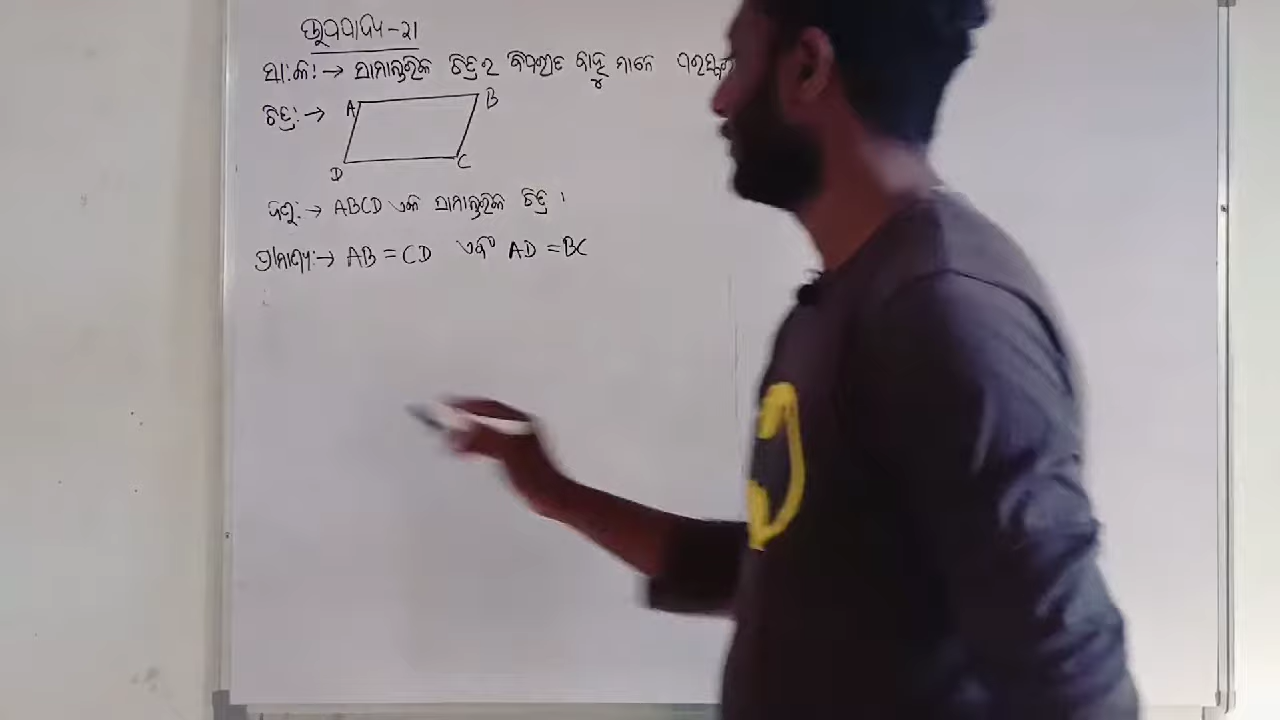 ଉପପାଦ୍ୟ-୨୧
ସା:କ:→ ସାମାନ୍ତରିକ ଚିତ୍ରର ବିପରୀତ ବାହୁ ମାନେ
ଚିତ୍ର:→ A B
D C
ଦତ୍ତ:→ ABCD ଏକ ସାମାନ୍ତରିକ ଚିତ୍ର ।
ପ୍ରାମାଣ୍ୟ:→ AB = CD ଏବଂ AD = BC